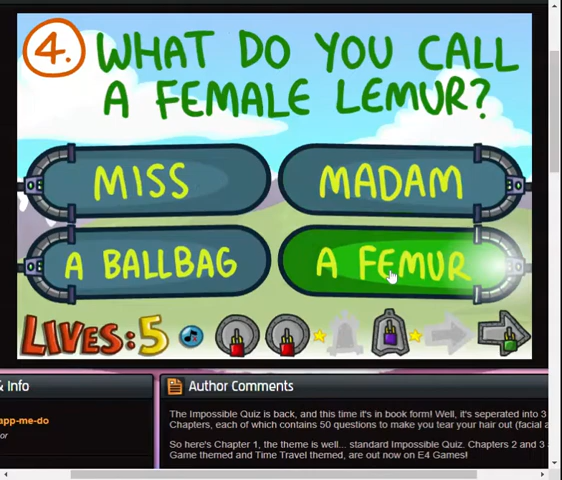 4. WHAT DO YOU CALL
A FEMALE LEMUR?
MISS
MADAM
A BALLBAG
A FEMUR
LIVES:5
& Info
Author Comments
app-me-do
or
The Impossible Quiz is back, and this time it's in book form! Well, it's seperated into 3
Chapters, each of which contains 50 questions to make you tear your hair out (facial a
So here's Chapter 1, the theme is well... standard Impossible Quiz. Chapters 2 and 3
Game themed and Time Travel themed, are out now on E4 Games!